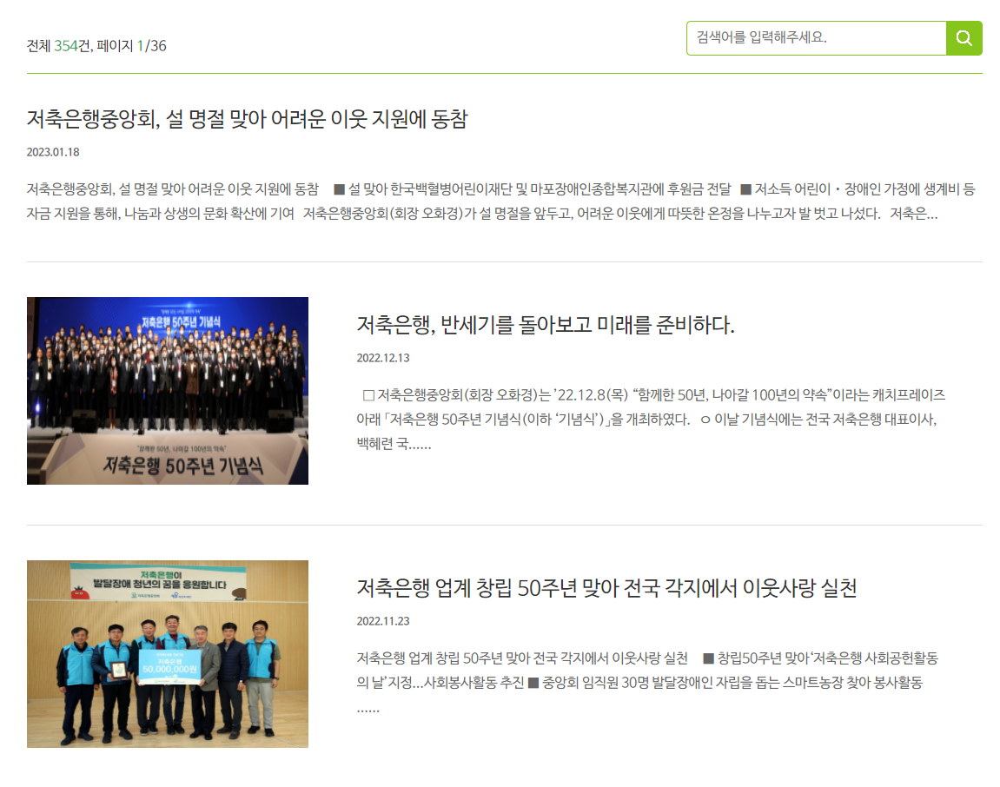 전체 354건, 페이지 1/36
검색어를 입력해주세요.
저축은행중앙회, 설 명절 맞아 어려운 이웃 지원에 동참
2023.01.18
저축은행중앙회, 설 명절 맞아 어려운 이웃 지원에 동참 ■ 설 맞아 한국백혈병어린이재단 및 마포장애인종합복지관에 후원금 전달 ■ 저소득 어린이・장애인 가정에 생계비 등
자금 지원을 통해, 나눔과 상생의 문화 확산에 기여 저축은행중앙회(회장 오화경)가 설 명절을 앞두고, 어려운 이웃에게 따뜻한 온정을 나누고자 발 벗고 나섰다. 저축은...
"함께한 50년, 나아갈 100년의 약속"
저축은행 50주년 기념식
"함께한 50년, 나아갈 100년의 약속"
저축은행 50주년 기념식
저축은행, 반세기를 돌아보고 미래를 준비하다.
2022.12.13
□ 저축은행중앙회(회장 오화경)는 ’22.12.8(목) “함께한 50년, 나아갈 100년의 약속”이라는 캐치프레이즈
아래 ｢저축은행 50주년 기념식(이하 ‘기념식’)｣을 개최하였다. ㅇ 이날 기념식에는 전국 저축은행 대표이사,
백혜련 국......
저축은행이
발달장애 청년의 꿈을 응원합니다
저축은행
50,000,000원
저축은행 업계 창립 50주년 맞아 전국 각지에서 이웃사랑 실천
2022.11.23
저축은행 업계 창립 50주년 맞아 전국 각지에서 이웃사랑 실천 ■ 창립50주년 맞아‘저축은행 사회공헌활동
의 날’지정...사회봉사활동 추진 ■ 중앙회 임직원 30명 발달장애인 자립을 돕는 스마트농장 찾아 봉사활동
......